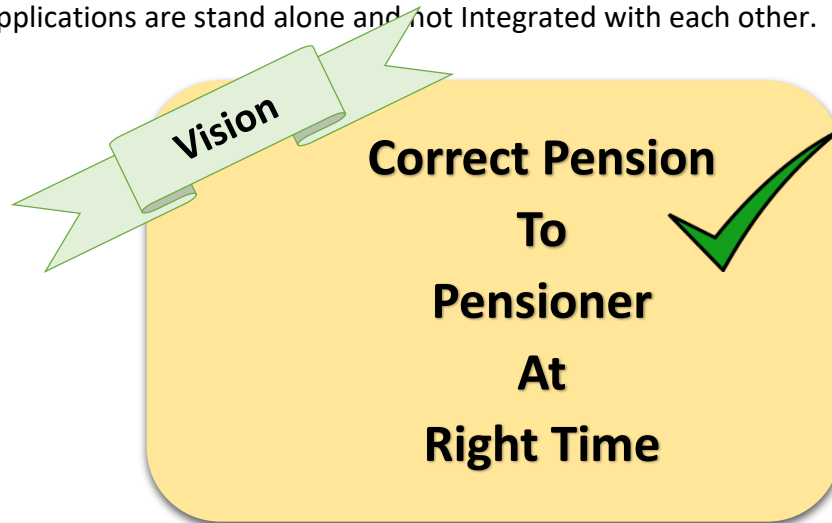 pplications are stand alone and not Integrated with each other.
Vision
Correct Pension
To
Pensioner
At
Right Time